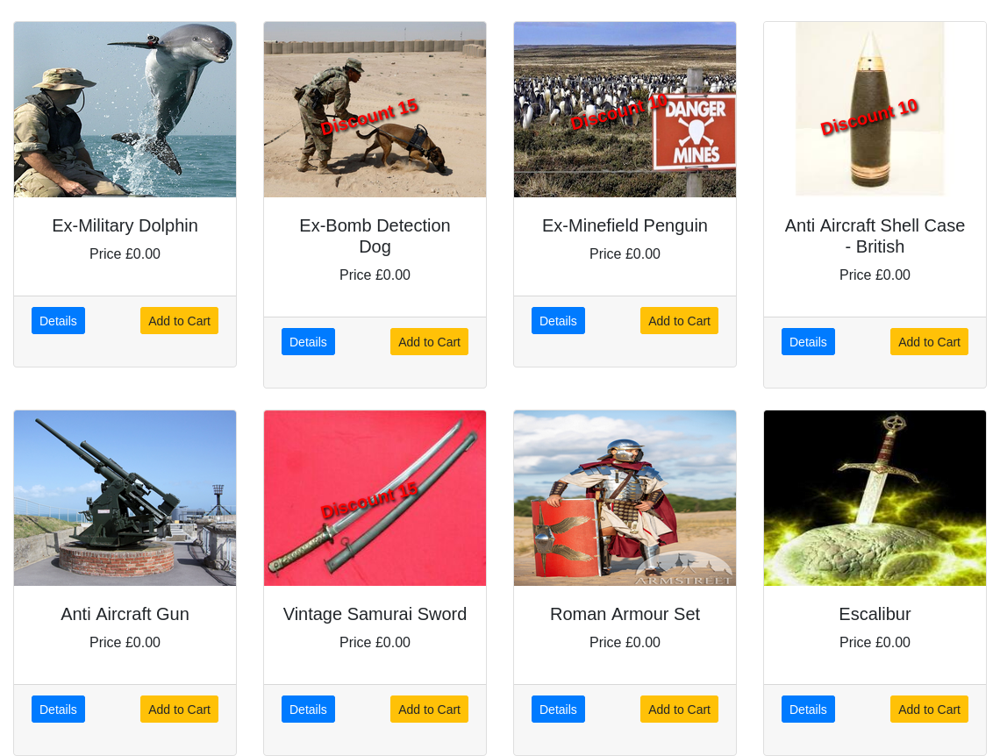 Discount 15
Discount 10
DANGER
MINES
Discount 10
Ex-Military Dolphin
Price £0.00
Details
Add to Cart
Ex-Bomb Detection
Dog
Price £0.00
Details
Add to Cart
Ex-Minefield Penguin
Price £0.00
Details
Add to Cart
Anti Aircraft Shell Case
- British
Price £0.00
Details
Add to Cart
Discount 15
ARMSTREET
Anti Aircraft Gun
Price £0.00
Details
Add to Cart
Vintage Samurai Sword
Price £0.00
Details
Add to Cart
Roman Armour Set
Price £0.00
Details
Add to Cart
Escalibur
Price £0.00
Details
Add to Cart